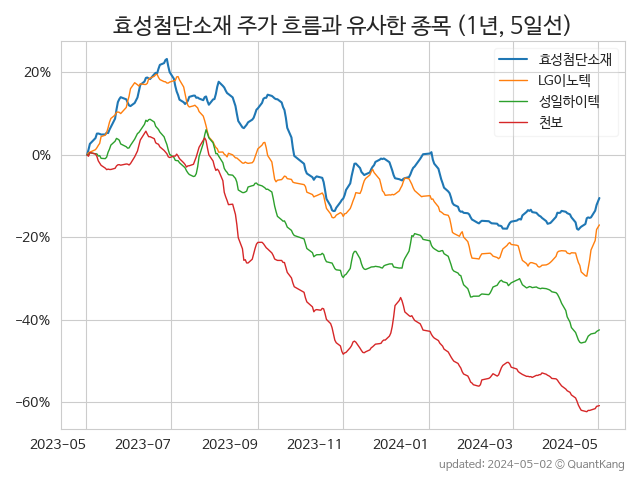 효성첨단소재 주가 흐름과 유사한 종목 (1년, 5일선)
효성첨단소재
LG이노텍
성일하이텍
천보
20%
0%
−20%
−40%
−60%
2023-05 2023-07 2023-09 2023-11 2024-01 2024-03 2024-05
updated: 2024-05-02 © QuantKang